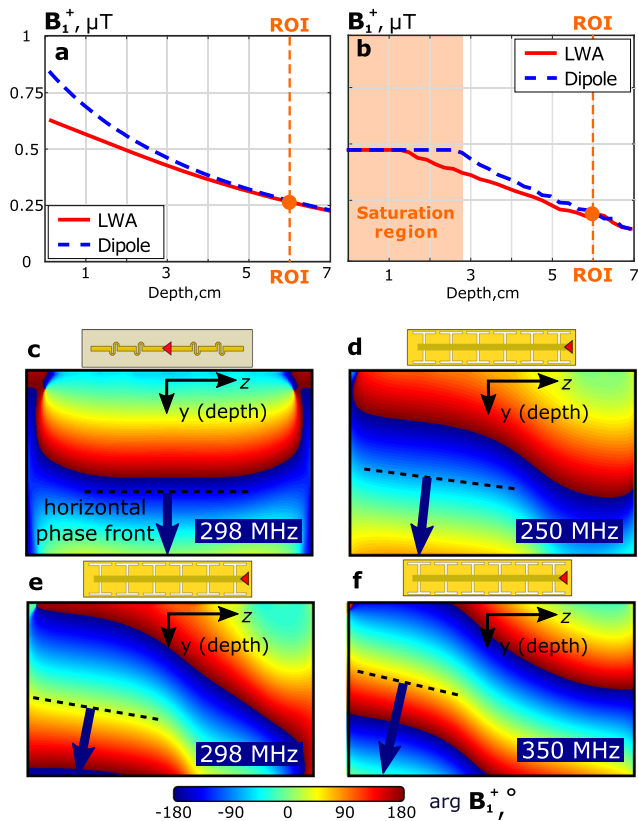 B₁⁺, μT
ROI
B₁⁺, μT
ROI
a
1
0.75
0.5
0.25
0
LWA
Dipole
1
3
5
7
ROI
Depth,cm
b
LWA
Dipole
Saturation
region
1
3
5
7
ROI
Depth,cm
c
z
y (depth)
horizontal
phase front
298 MHz
d
z
y (depth)
250 MHz
e
z
y (depth)
298 MHz
f
z
y (depth)
350 MHz
-180
-90
0
90
180
arg B₁⁺,°